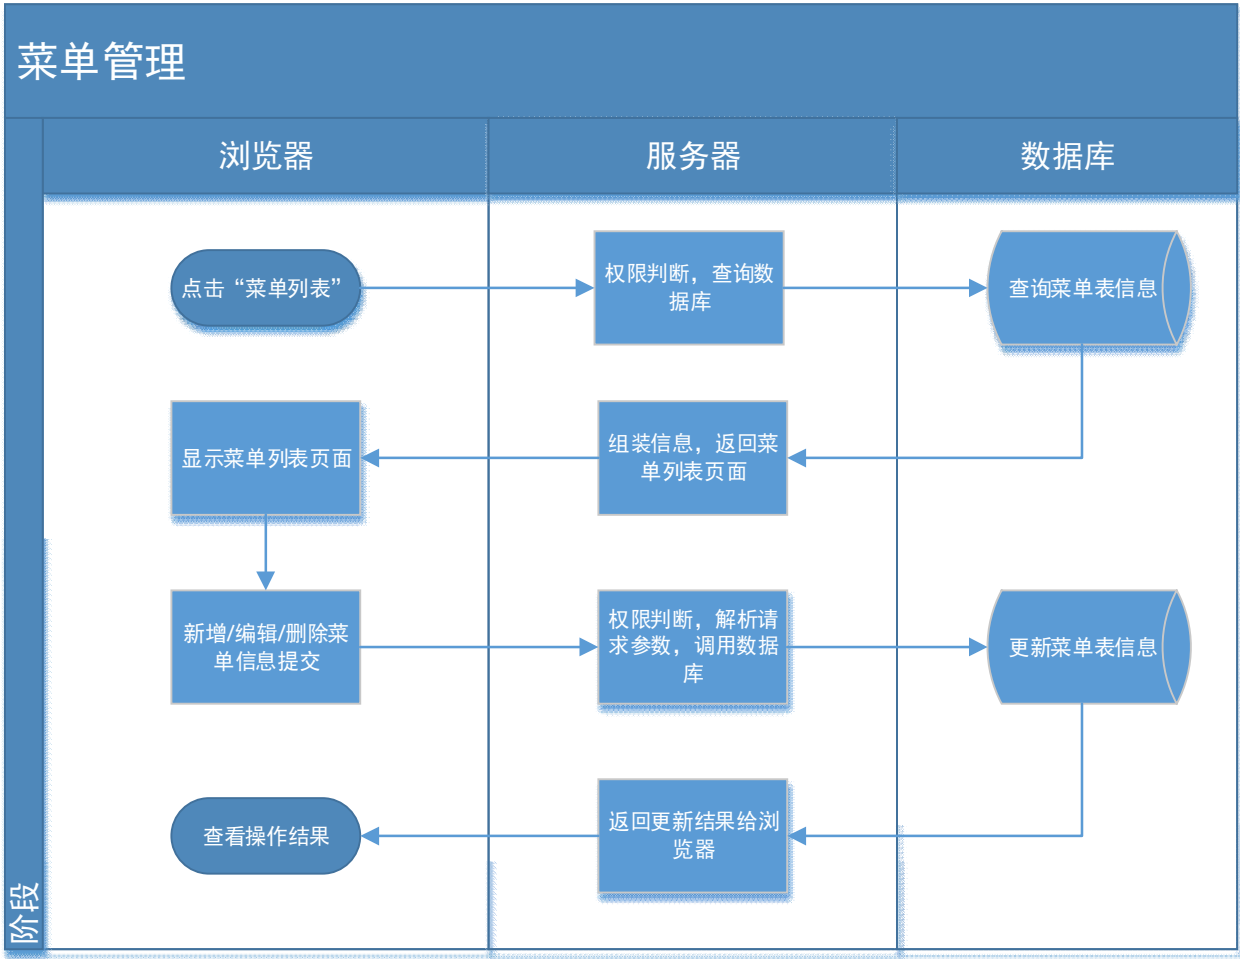 菜单管理
浏览器
服务器
数据库
点击“菜单列表”
权限判断，查询数
据库
查询菜单表信息
显示菜单列表页面
组装信息，返回菜
单列表页面
新增/编辑/删除菜
单信息提交
权限判断，解析请
求参数，调用数据
库
更新菜单表信息
查看操作结果
返回更新结果给浏
览器
阶段